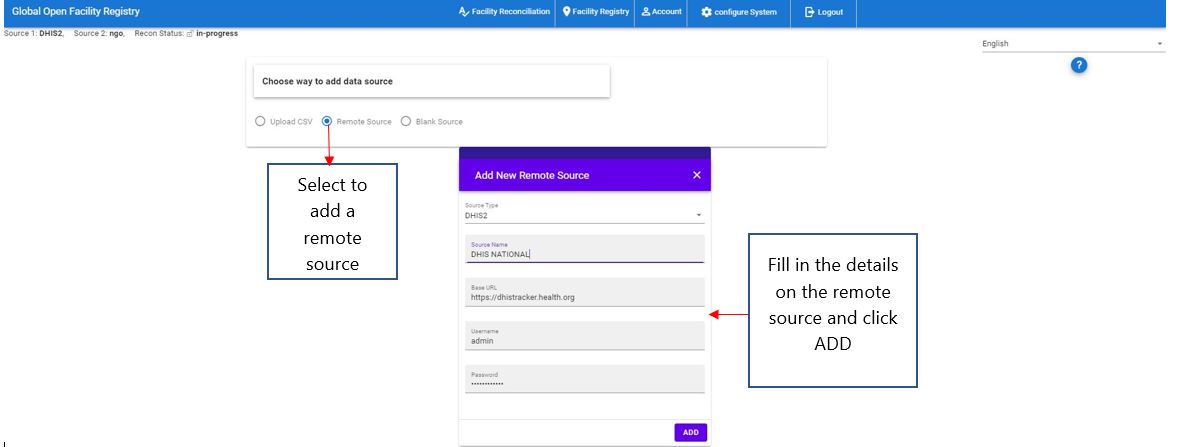 Global Open Facility Registry
Facility Reconciliation
Facility Registry
Account
configure System
Logout
Source 1: DHIS2, Source 2: ngo, Recon Status: in-progress
English
?
Choose way to add data source
Upload CSV
Remote Source
Blank Source
Select to
add a
remote
source
Add New Remote Source
Source Type
DHIS2
Source Name
DHIS NATIONAL
Base URL
https://dhistracker.health.org
Username
admin
Password
••••••••••••
ADD
Fill in the details
on the remote
source and click
ADD